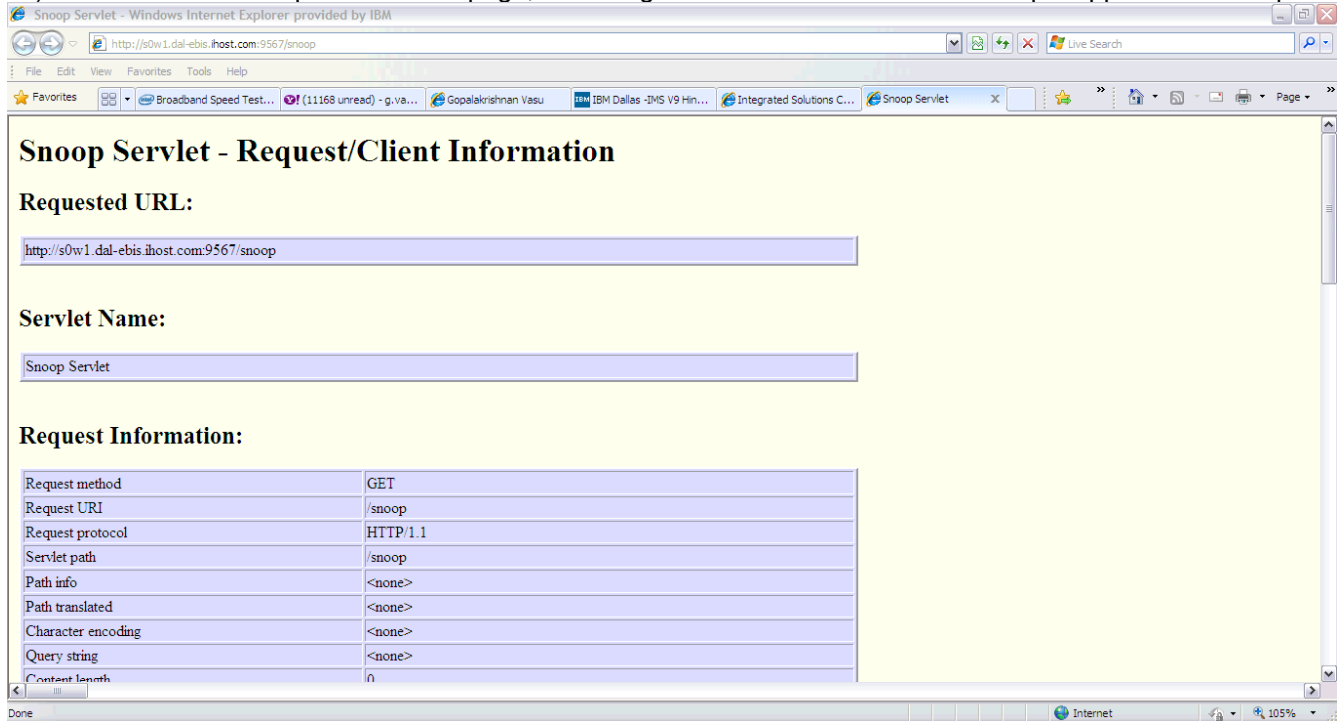 Snoop Servlet - Windows Internet Explorer provided by IBM
http://s0w1.dal-ebis.ihost.com:9567/snoop
Live Search
File Edit View Favorites Tools Help
Favorites Broadband Speed Test... (11168 unread) - g.va... Gopalakrishnan Vasu IBM IBM Dallas -IMS V9 Hin... Integrated Solutions C... Snoop Servlet x » Page » 
Snoop Servlet - Request/Client Information
Requested URL:
http://s0w1.dal-ebis.ihost.com:9567/snoop
Servlet Name:
Snoop Servlet
Request Information:
Request method GET
Request URI /snoop
Request protocol HTTP/1.1
Servlet path /snoop
Path info <none>
Path translated <none>
Character encoding <none>
Query string <none>
Content length 0
Done Internet 105%